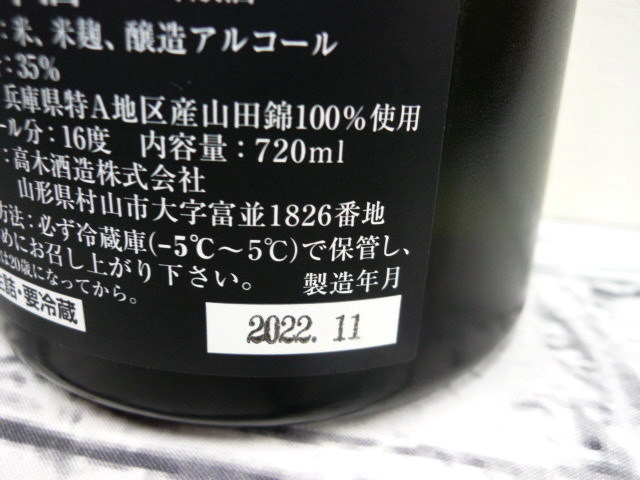 ：米、米麹、醸造アルコール
：35%
兵庫県特A地区産山田錦100%使用
ール分：16度　内容量：720ml
：高木酒造株式会社
山形県村山市大字富並1826番地
方法：必ず冷蔵庫(-5℃～5℃)で保管し、
めにお召し上がり下さい。
は20歳になってから。
製造年月
詰・要冷蔵
2022.11